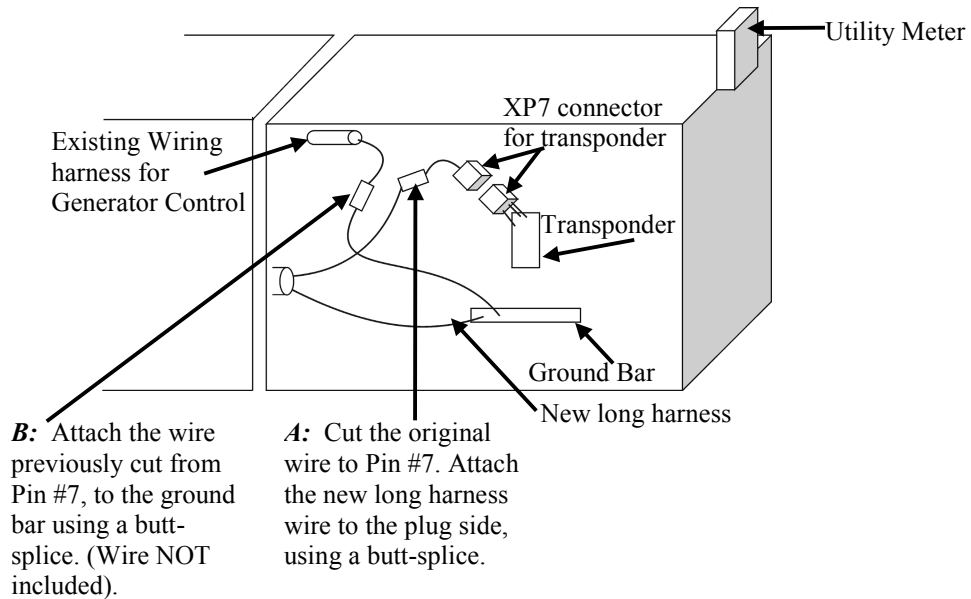 Utility Meter
XP7 connector
for transponder
Existing Wiring
harness for
Generator Control
Transponder
Ground Bar
New long harness
B: Attach the wire
previously cut from
Pin #7, to the ground
bar using a butt-
splice. (Wire NOT
included).
A: Cut the original
wire to Pin #7. Attach
the new long harness
wire to the plug side,
using a butt-splice.